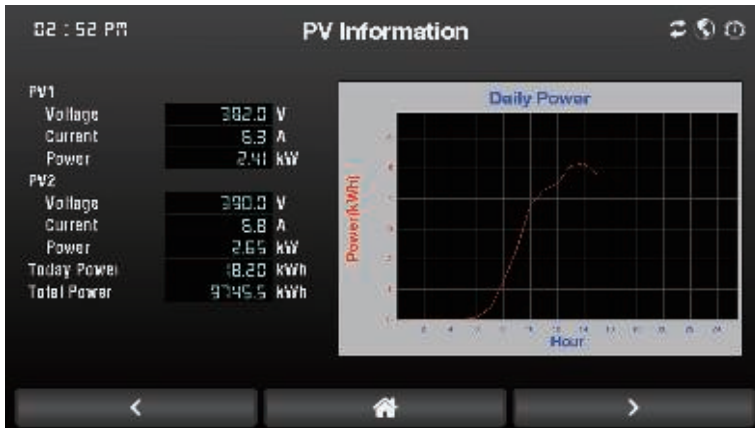 02 : 52 PM
PV Information
PV1
Voltage 382.0 V
Current 6.3 A
Power 2.41 kW
PV2
Voltage 390.0 V
Current 6.8 A
Power 2.65 kW
Today Power 18.20 kWh
Total Power 9745.5 kWh
Daily Power
Power(kWh)
Hour